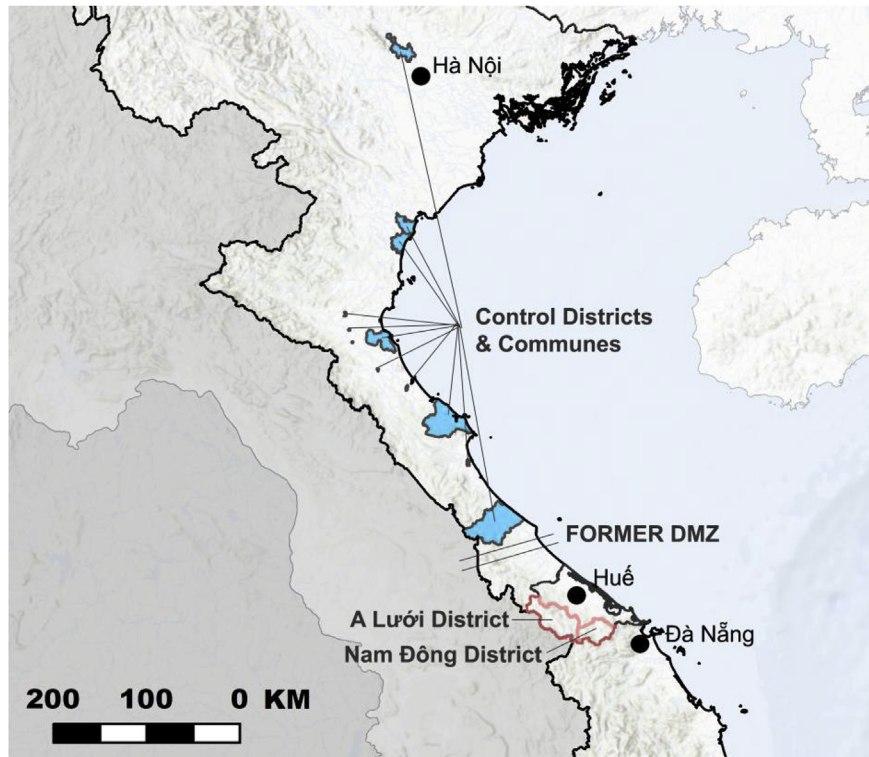 Hà Nội
Control Districts
& Communes
FORMER DMZ
Huế
A Lưới District
Đà Nẵng
Nam Đông District
200 100 0 KM